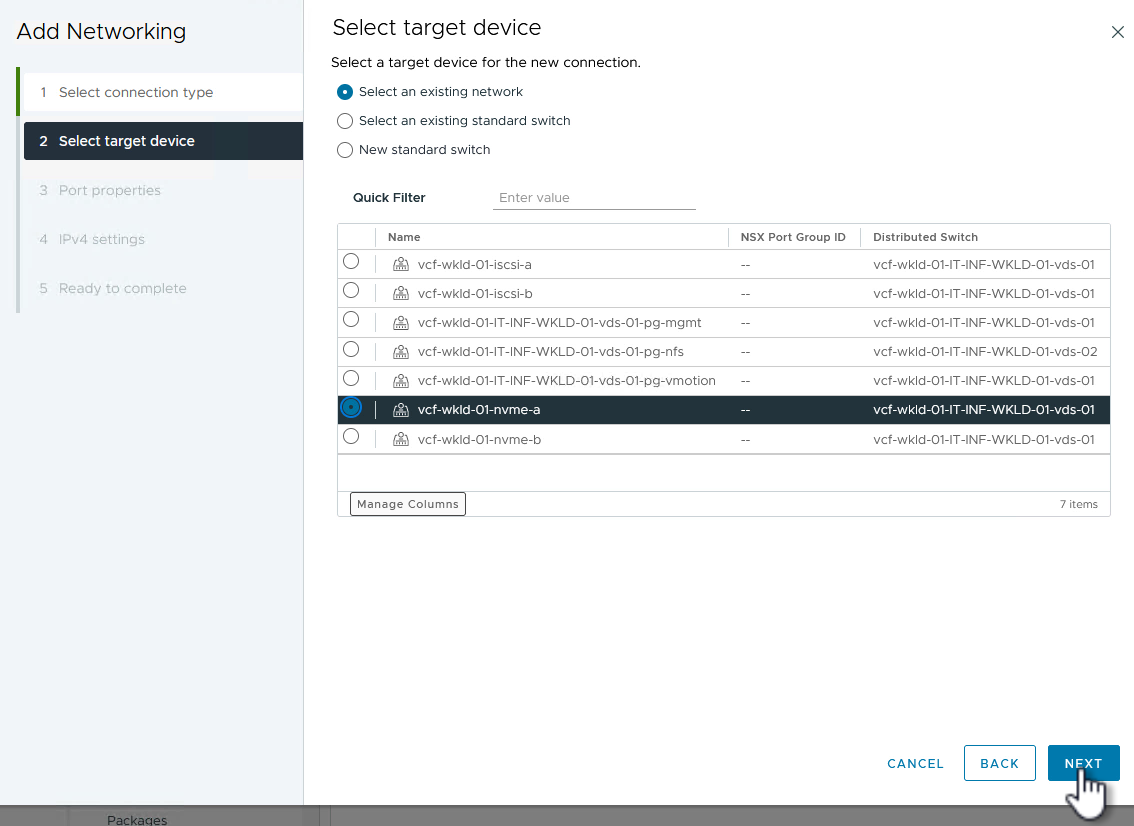 Add Networking
1 Select connection type
2 Select target device
3 Port properties
4 IPv4 settings
5 Ready to complete
Select target device
Select a target device for the new connection.
Select an existing network
Select an existing standard switch
New standard switch
Quick Filter Enter value
Name NSX Port Group ID Distributed Switch
vcf-wkld-01-iscsi-a -- vcf-wkld-01-IT-INF-WKLD-01-vds-01
vcf-wkld-01-iscsi-b -- vcf-wkld-01-IT-INF-WKLD-01-vds-01
vcf-wkld-01-IT-INF-WKLD-01-vds-01-pg-mgmt -- vcf-wkld-01-IT-INF-WKLD-01-vds-01
vcf-wkld-01-IT-INF-WKLD-01-vds-01-pg-nfs -- vcf-wkld-01-IT-INF-WKLD-01-vds-02
vcf-wkld-01-IT-INF-WKLD-01-vds-01-pg-vmotion -- vcf-wkld-01-IT-INF-WKLD-01-vds-01
vcf-wkld-01-nvme-a -- vcf-wkld-01-IT-INF-WKLD-01-vds-01
vcf-wkld-01-nvme-b -- vcf-wkld-01-IT-INF-WKLD-01-vds-01
Manage Columns 7 items
CANCEL BACK NEXT
Packages